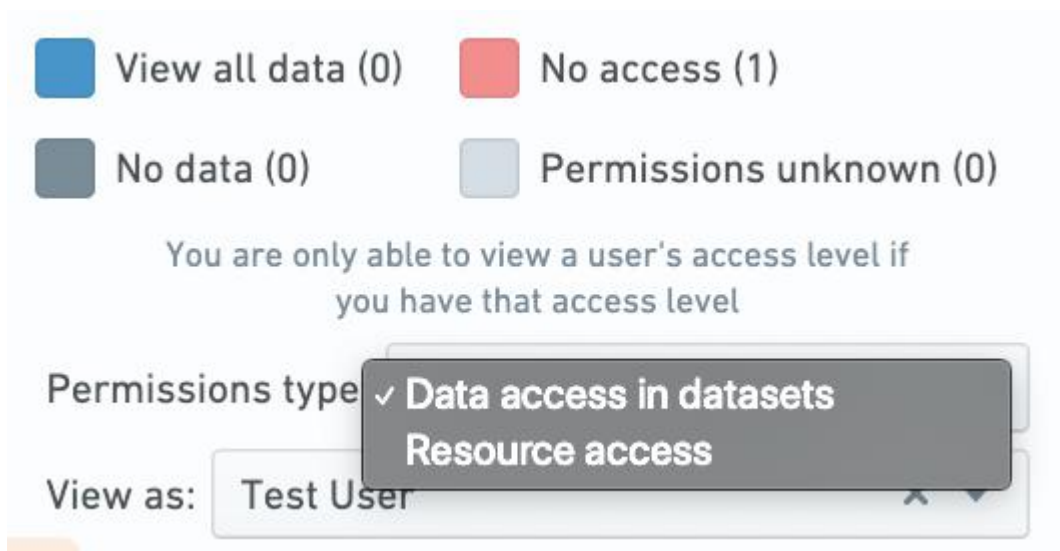 View all data (0) No access (1)
No data (0) Permissions unknown (0)
You are only able to view a user's access level if
you have that access level
Permissions type
✓ Data access in datasets
Resource access
View as: Test User